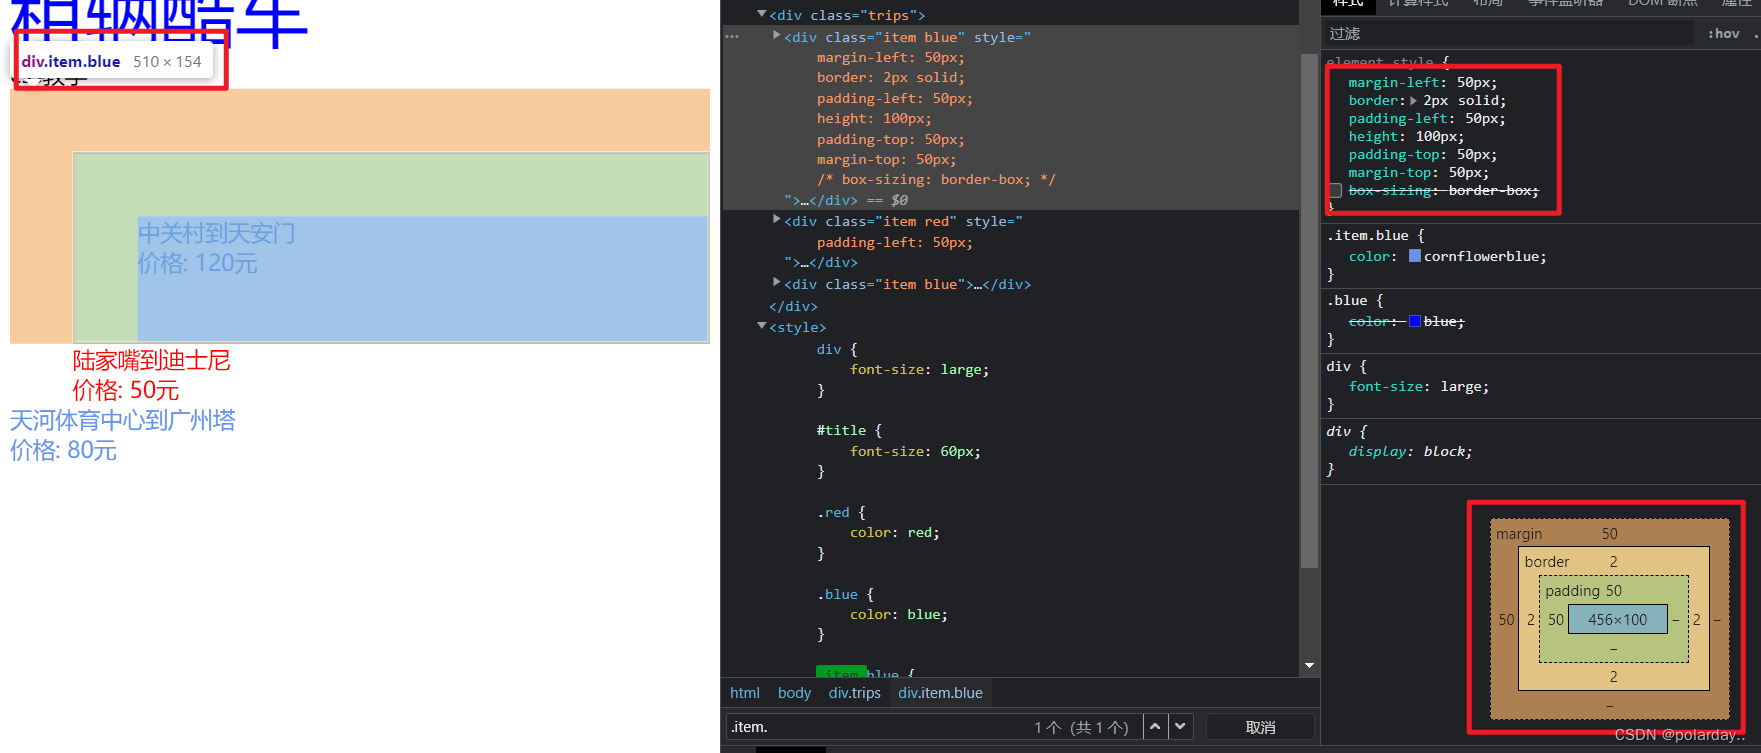 租辆酷车
div.item.blue 510 × 154
中关村到天安门
价格: 120元
陆家嘴到迪士尼
价格: 50元
天河体育中心到广州塔
价格: 80元
<div class="trips">
<div class="item blue" style="
margin-left: 50px;
border: 2px solid;
padding-left: 50px;
height: 100px;
padding-top: 50px;
margin-top: 50px;
/* box-sizing: border-box; */
">…</div> == $0
<div class="item red" style="
padding-left: 50px;
">…</div>
<div class="item blue">…</div>
</div>
<style>
div {
font-size: large;
}
#title {
font-size: 60px;
}
.red {
color: red;
}
.blue {
color: blue;
}
.item.blue {
html body div.trips div.item.blue
.item. 1个 (共1个) 取消
样式 计算样式 布局 事件监听器 DOM 断点 属性
过滤 :hov .
element.style {
margin-left: 50px;
border: 2px solid;
padding-left: 50px;
height: 100px;
padding-top: 50px;
margin-top: 50px;
box-sizing: border-box;
}
.item.blue {
color: cornflowerblue;
}
.blue {
color: blue;
}
div {
font-size: large;
}
div {
display: block;
}
margin 50
border 2
padding 50
50 2 50 456×100 – 2 –
–
2
–
CSDN @polarday..